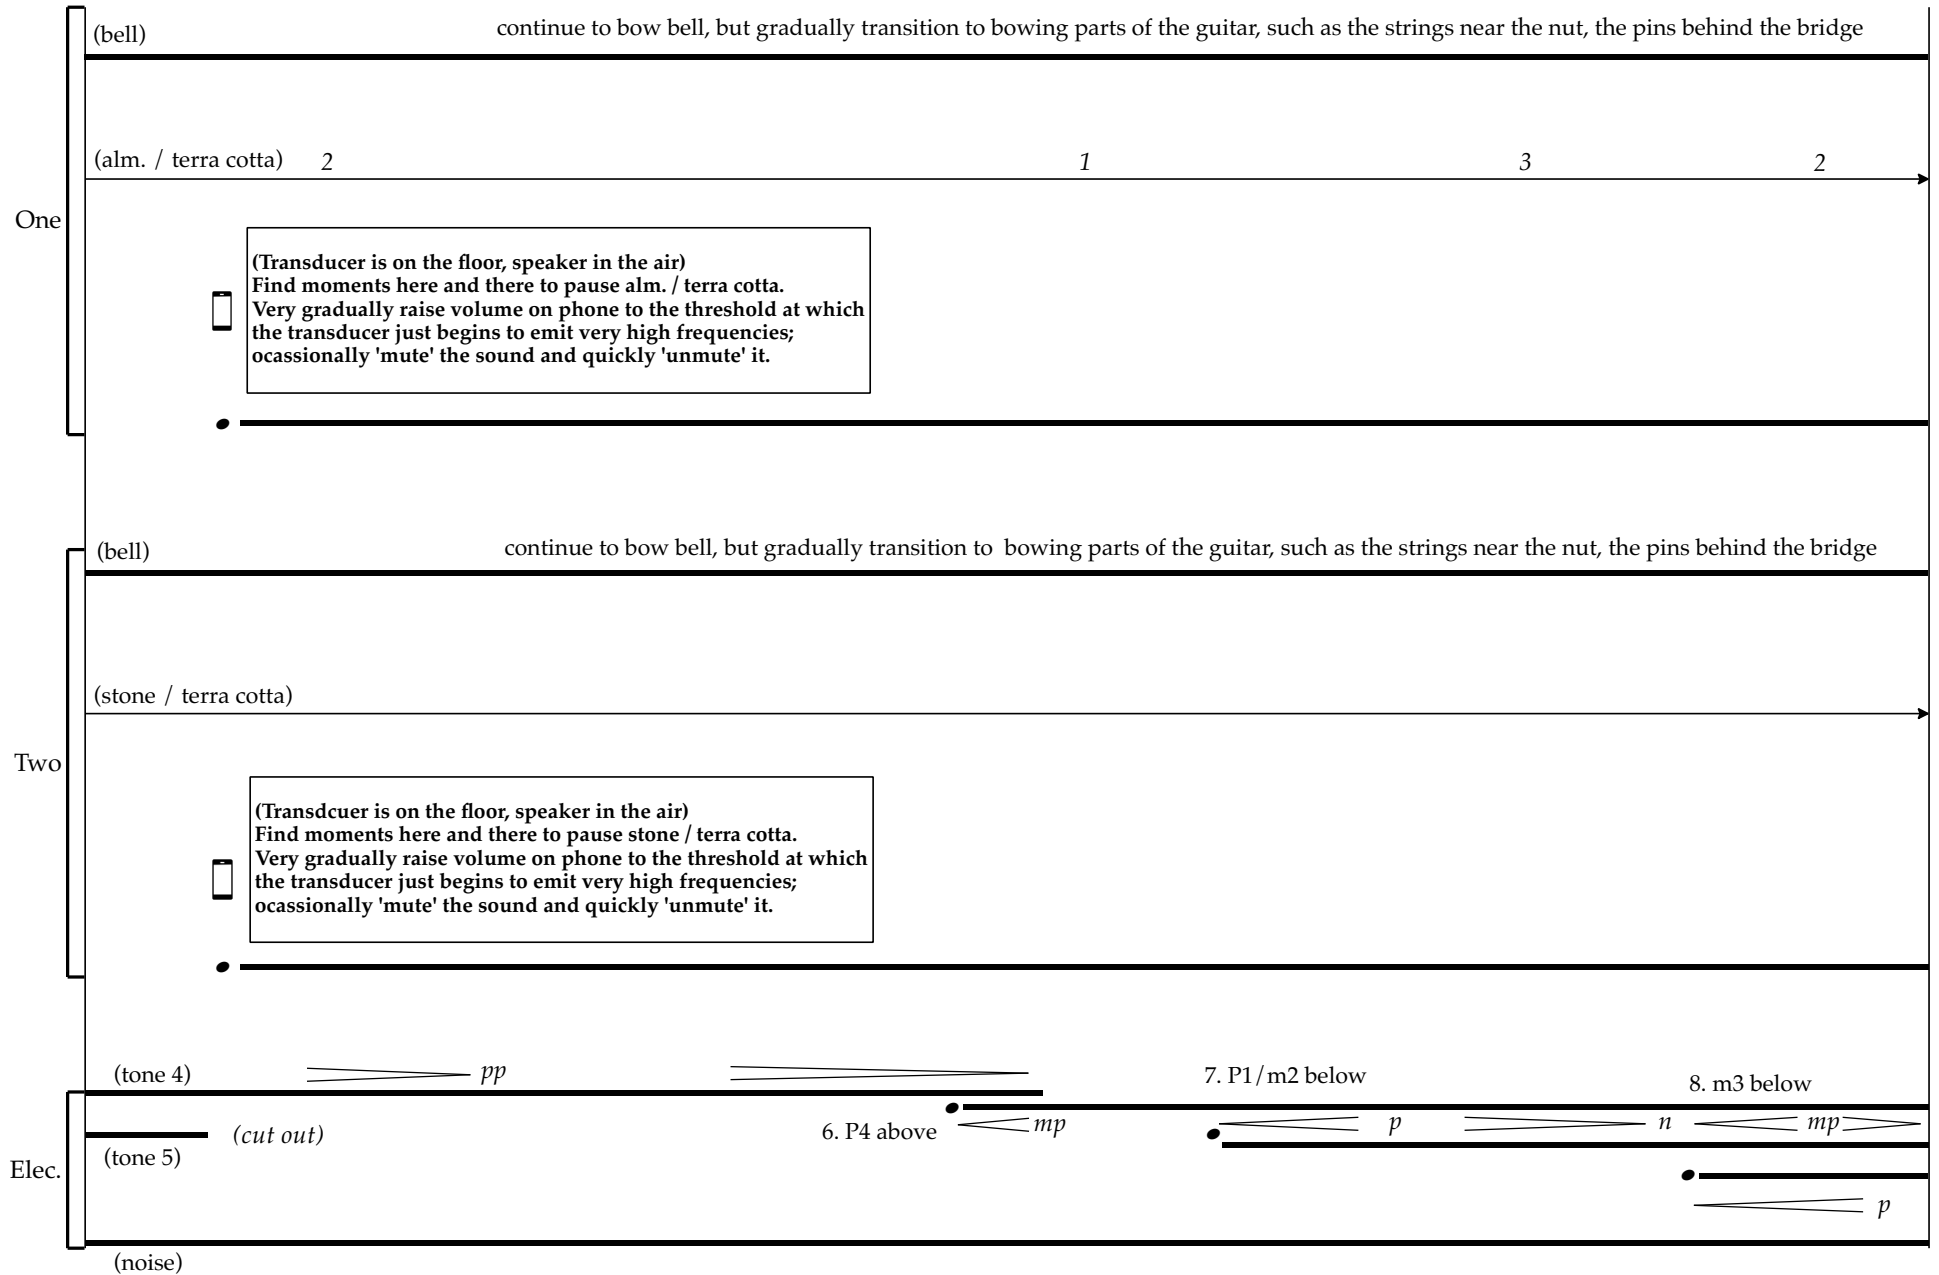 (bell)
continue to bow bell, but gradually transition to bowing parts of the guitar, such as the strings near the nut, the pins behind the bridge
(alm. / terra cotta) 2 1 3 2
One
(Transducer is on the floor, speaker in the air)
Find moments here and there to pause alm. / terra cotta.
Very gradually raise volume on phone to the threshold at which
the transducer just begins to emit very high frequencies;
ocassionally 'mute' the sound and quickly 'unmute' it.
(bell)
continue to bow bell, but gradually transition to bowing parts of the guitar, such as the strings near the nut, the pins behind the bridge
(stone / terra cotta)
Two
(Transdcuer is on the floor, speaker in the air)
Find moments here and there to pause stone / terra cotta.
Very gradually raise volume on phone to the threshold at which
the transducer just begins to emit very high frequencies;
ocassionally 'mute' the sound and quickly 'unmute' it.
(tone 4) pp 7. P1/m2 below 8. m3 below
6. P4 above mp p n mp
(cut out)
(tone 5)
Elec.
p
(noise)